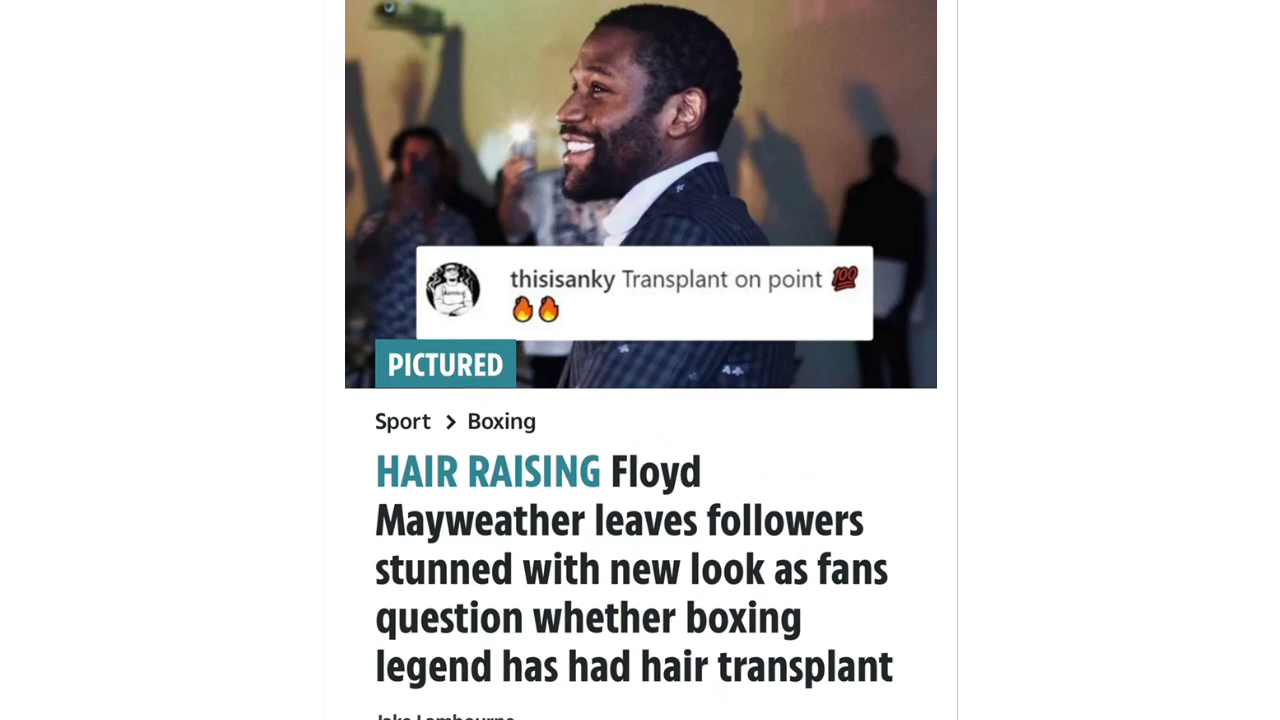 thisisanky Transplant on point 💯
🔥🔥
PICTURED
Sport > Boxing
HAIR RAISING Floyd
Mayweather leaves followers
stunned with new look as fans
question whether boxing
legend has had hair transplant